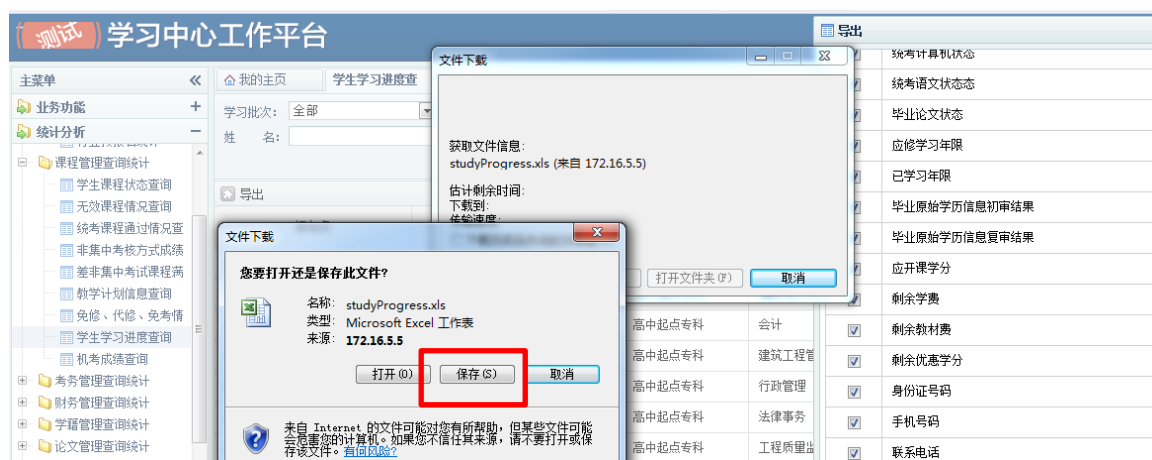 测试 学习中心工作平台
主菜单
业务功能
统计分析
课程管理查询统计
学生课程状态查询
无效课程情况查询
统考课程通过情况查
非集中考核方式成绩
差非集中考试课程满
教学计划信息查询
免修、代修、免考情
学生学习进度查询
机考成绩查询
考务管理查询统计
财务管理查询统计
学籍管理查询统计
论文管理查询统计
我的主页 学生学习进度查
学习批次: 全部
姓 名:
导出
文件下载
获取文件信息:
studyProgress.xls (来自 172.16.5.5)
估计剩余时间:
下载到:
传输速度:
打开文件夹(F) 取消
文件下载
您要打开还是保存此文件?
名称: studyProgress.xls
类型: Microsoft Excel 工作表
来源: 172.16.5.5
打开(O) 保存(S) 取消
来自 Internet 的文件可能对您有所帮助,但某些文件可能
会危害您的计算机。如果您不信任其来源,请不要打开或保
存该文件。有何风险?
高中起点专科 会计
高中起点专科 建筑工程管
高中起点专科 行政管理
高中起点专科 法律事务
高中起点专科 工程质量监
导出
统考计算机状态
统考语文状态态
毕业论文状态
应修学习年限
已学习年限
毕业原始学历信息初审结果
毕业原始学历信息复审结果
应开课学分
剩余学费
剩余教材费
剩余优惠学分
身份证号码
手机号码
联系电话